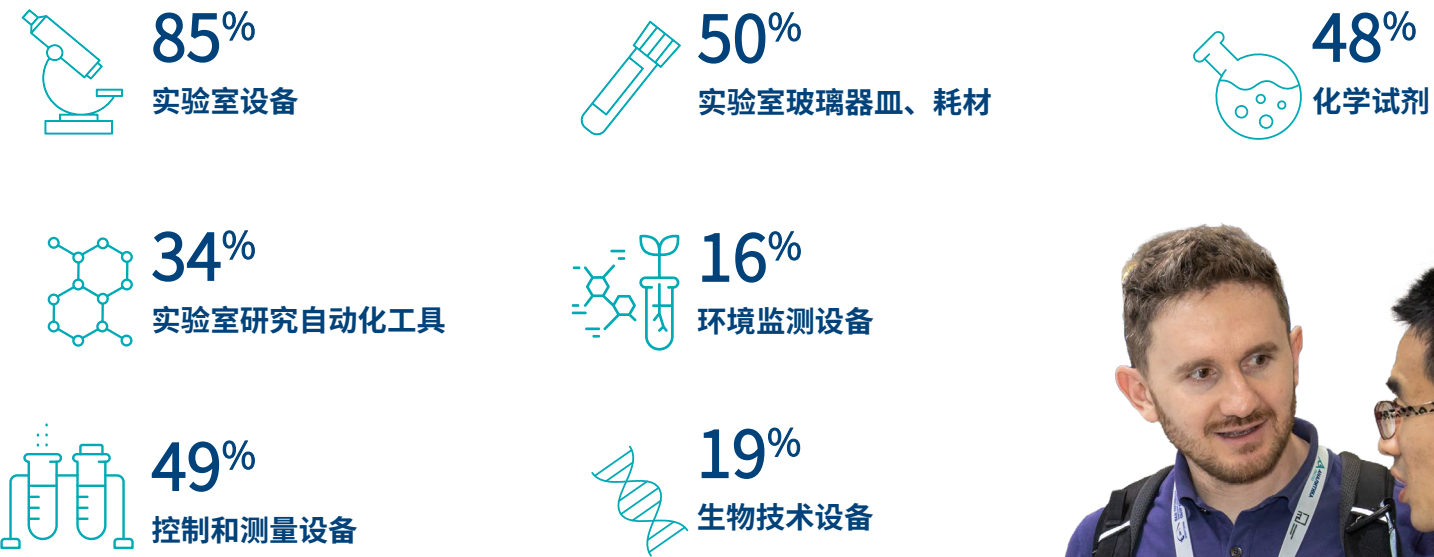 85%
实验室设备
50%
实验室玻璃器皿、耗材
48%
化学试剂
34%
实验室研究自动化工具
16%
环境监测设备
49%
控制和测量设备
19%
生物技术设备